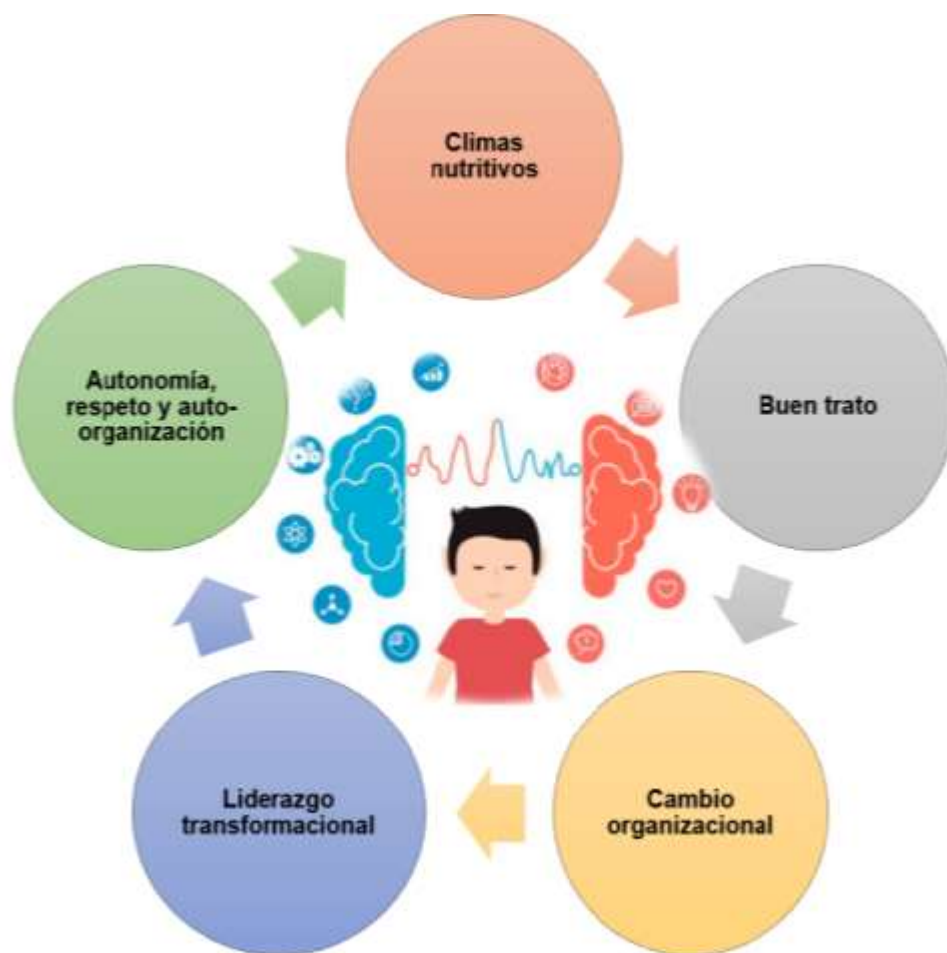 Climas
nutritivos
Buen trato
Cambio
organizacional
Liderazgo
transformacional
Autonomía,
respeto y auto-
organización